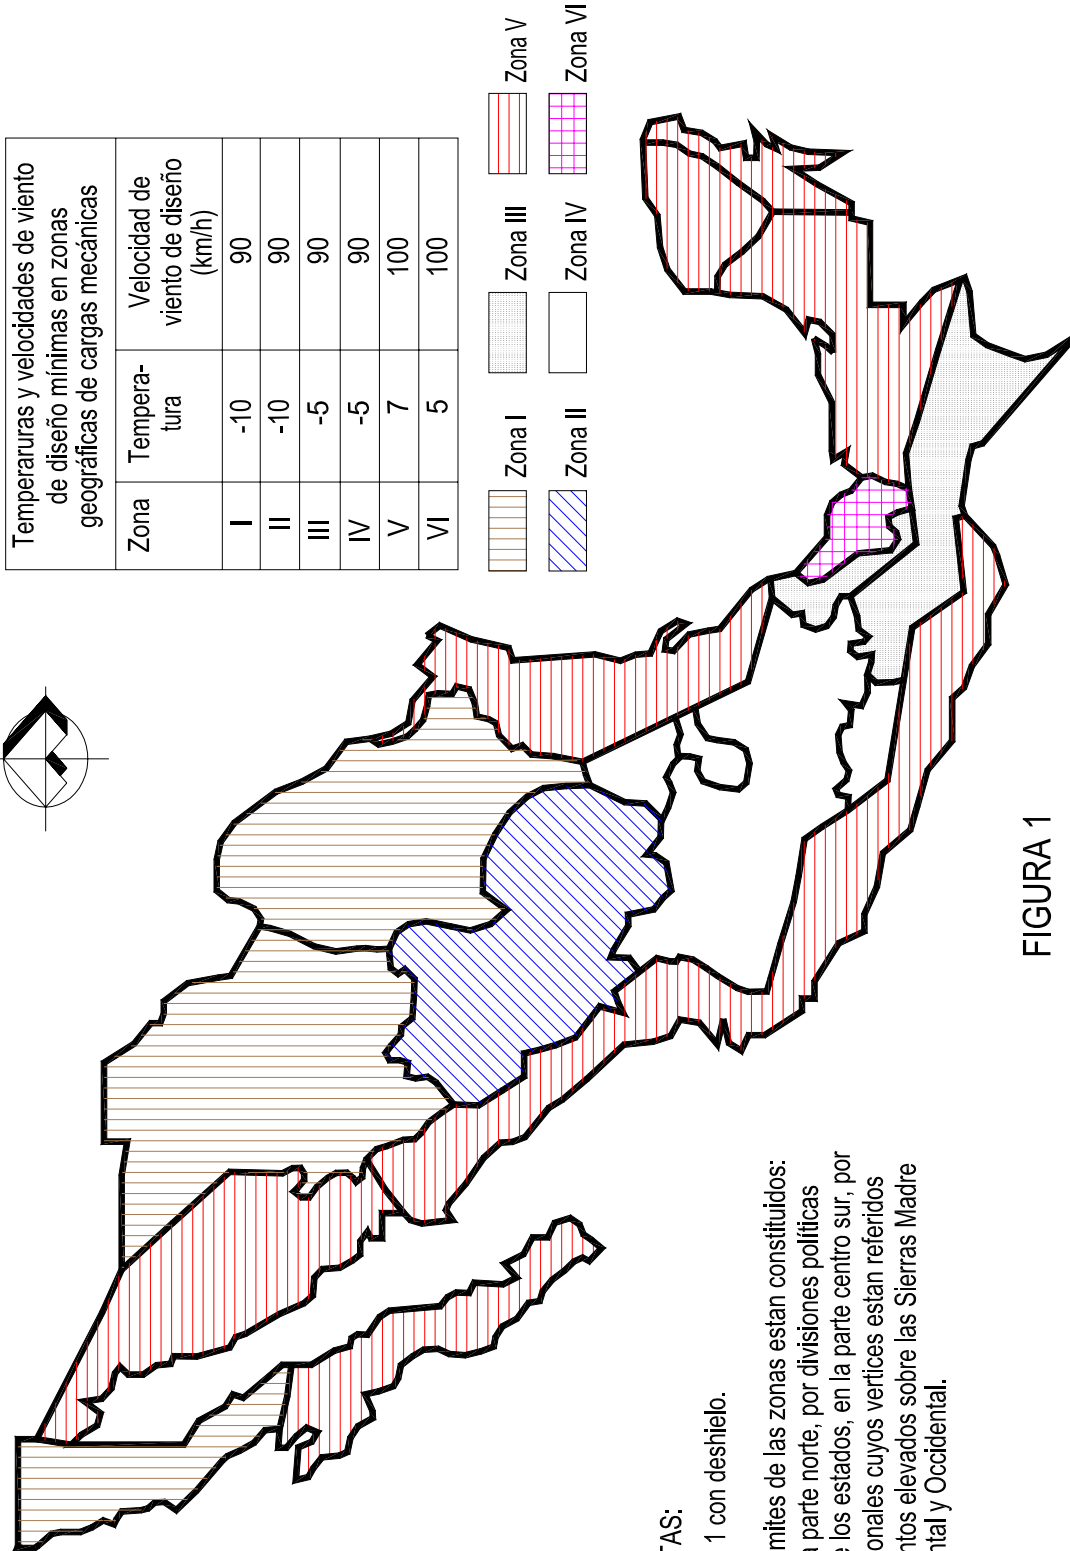 Temperaruras y velocidades de viento
de diseño mínimas en zonas
geográficas de cargas mecánicas
Zona
Tempera-
tura
Velocidad de
viento de diseño
(km/h)
I -10 90
II -10 90
III -5 90
IV -5 90
V 7 100
VI 5 100
Zona I
Zona III
Zona V
Zona II
Zona IV
Zona VI
TAS:
1 con deshielo.
mites de las zonas estan constituidos:
a parte norte, por divisiones políticas
e los estados, en la parte centro sur, por
onales cuyos vertices estan referidos
ntos elevados sobre las Sierras Madre
ntal y Occidental.
FIGURA 1